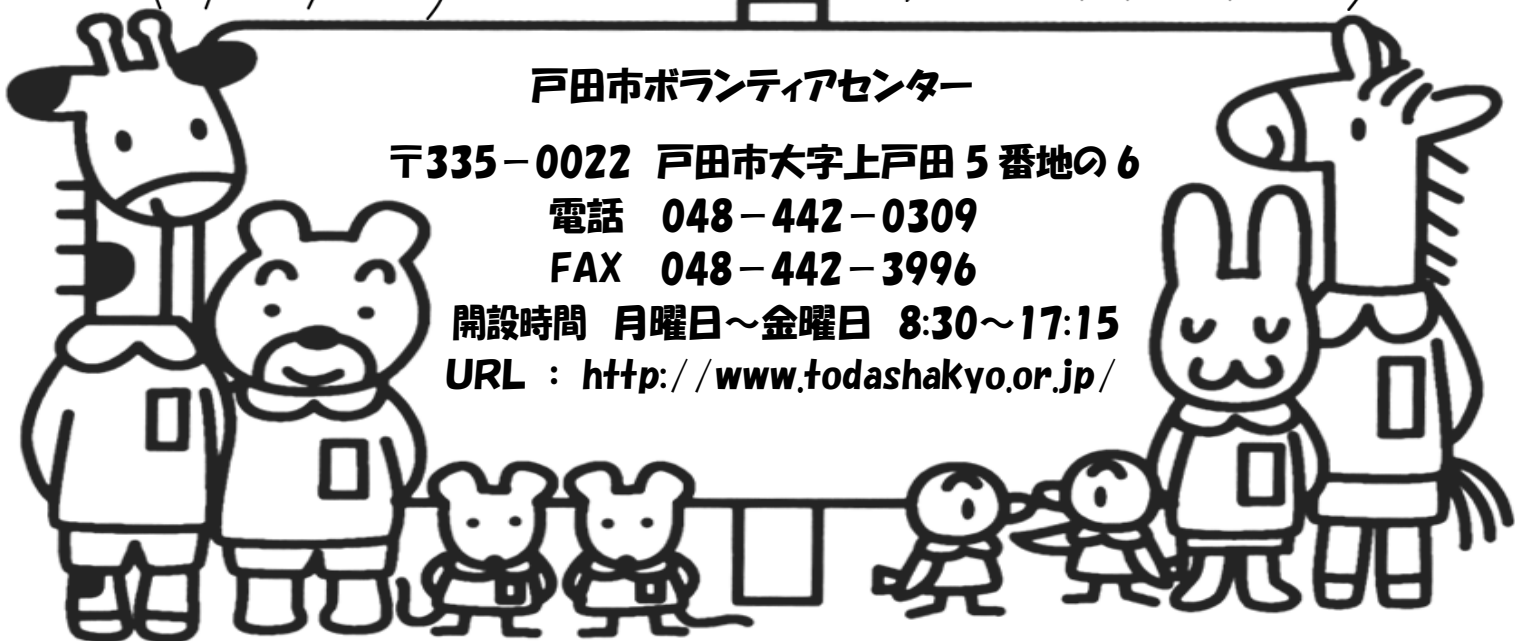 戸田市ボランティアセンター
〒335－0022 戸田市大字上戸田5番地の6
電話 048－442－0309
FAX 048－442－3996
開設時間 月曜日～金曜日 8:30～17:15
URL : http://www.todashakyo.or.jp/